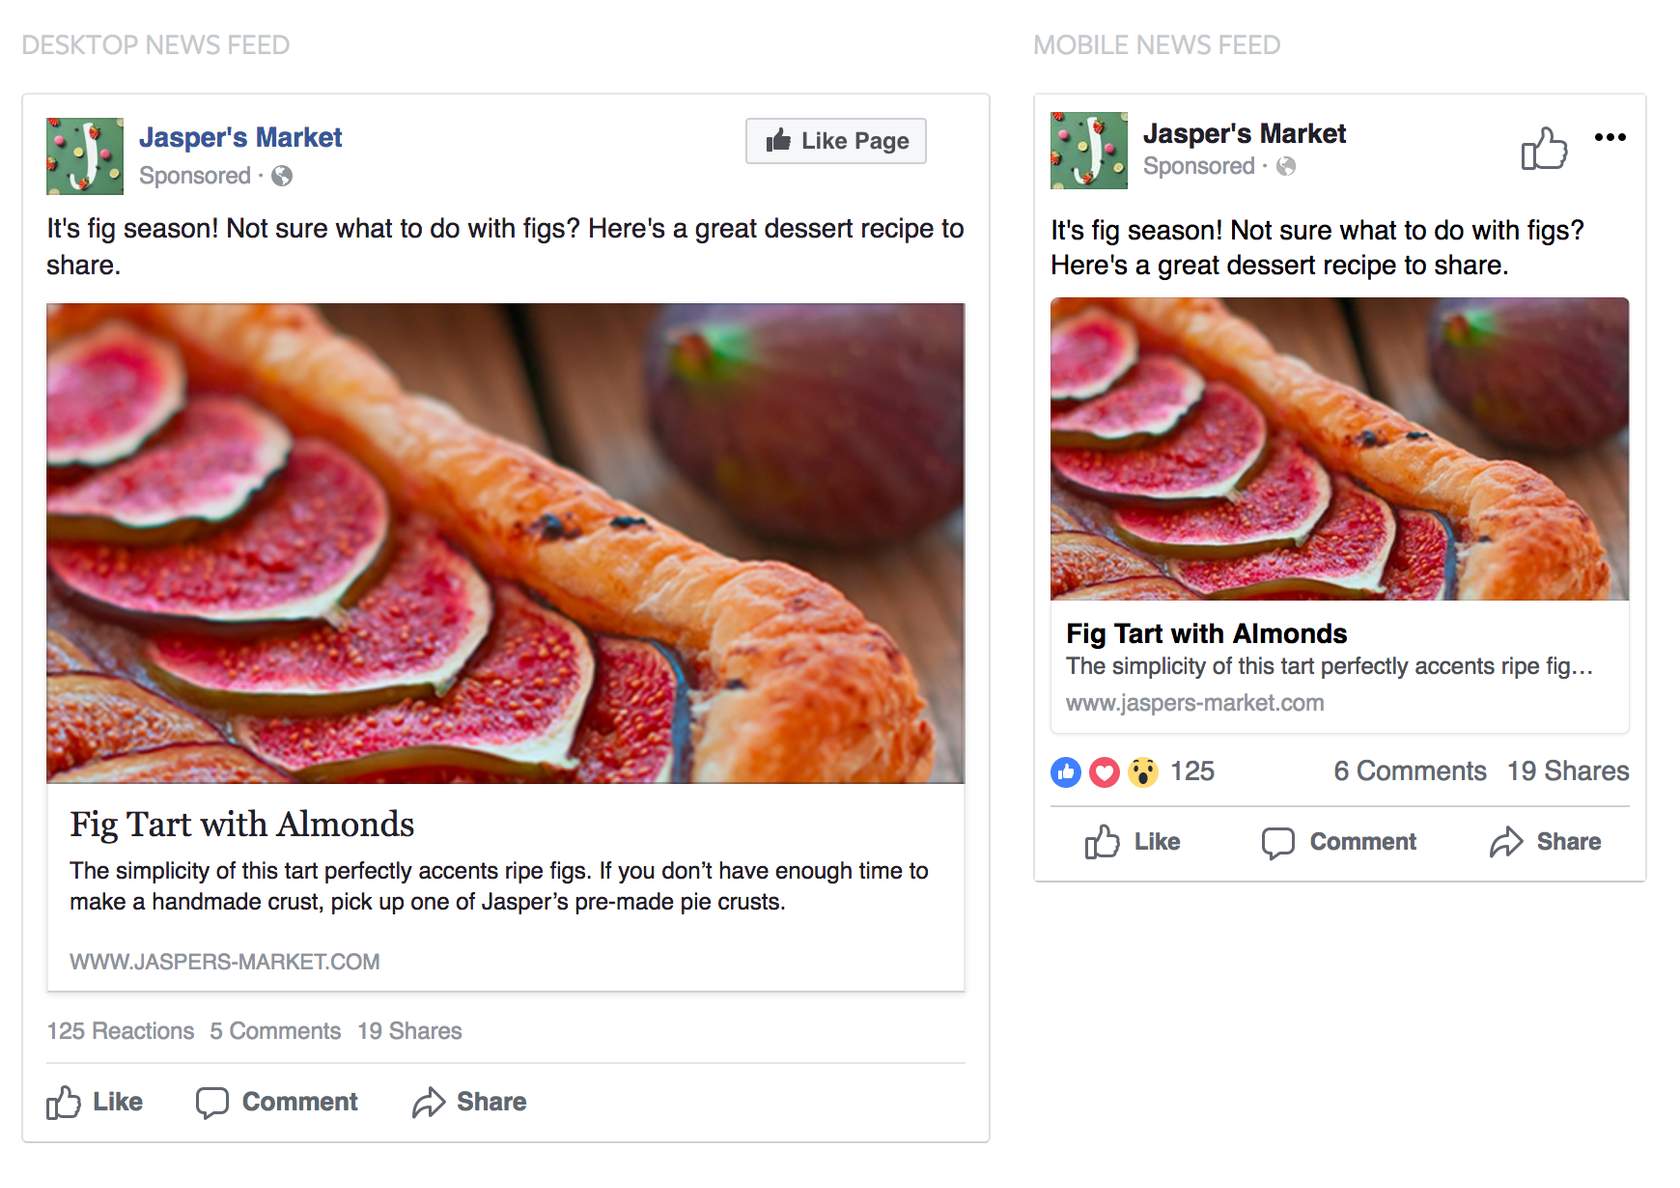 DESKTOP NEWS FEED
Jasper's Market
Sponsored ·
Like Page
It's fig season! Not sure what to do with figs? Here's a great dessert recipe to
share.
Fig Tart with Almonds
The simplicity of this tart perfectly accents ripe figs. If you don’t have enough time to
make a handmade crust, pick up one of Jasper’s pre-made pie crusts.
WWW.JASPERS-MARKET.COM
125 Reactions 5 Comments 19 Shares
Like Comment Share
MOBILE NEWS FEED
Jasper's Market
Sponsored ·
It's fig season! Not sure what to do with figs?
Here's a great dessert recipe to share.
Fig Tart with Almonds
The simplicity of this tart perfectly accents ripe fig...
www.jaspers-market.com
125 6 Comments 19 Shares
Like Comment Share